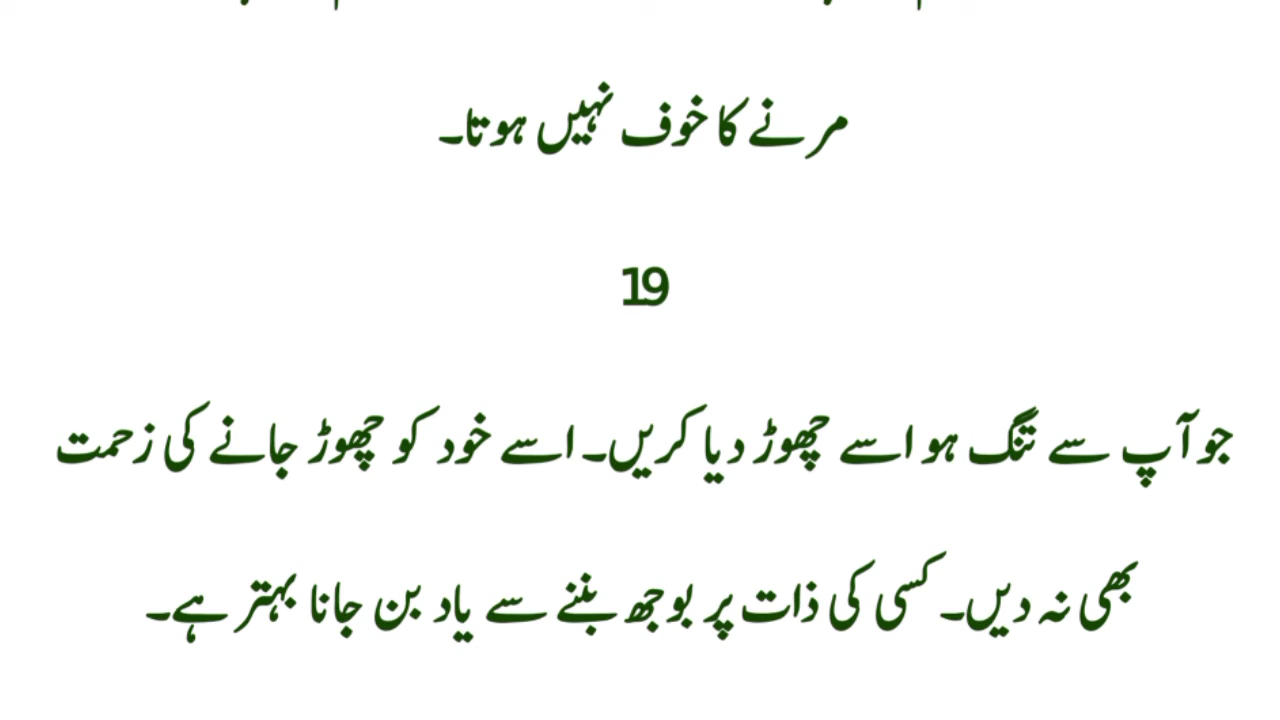 مرنے کا خوف نہیں ہوتا۔
19
جو آپ سے تنگ ہو اسے چھوڑ دیا کریں۔ اسے خود کو چھوڑ جانے کی زحمت
بھی نہ دیں۔ کسی کی ذات پر بوجھ بننے سے یاد بن جانا بہتر ہے۔